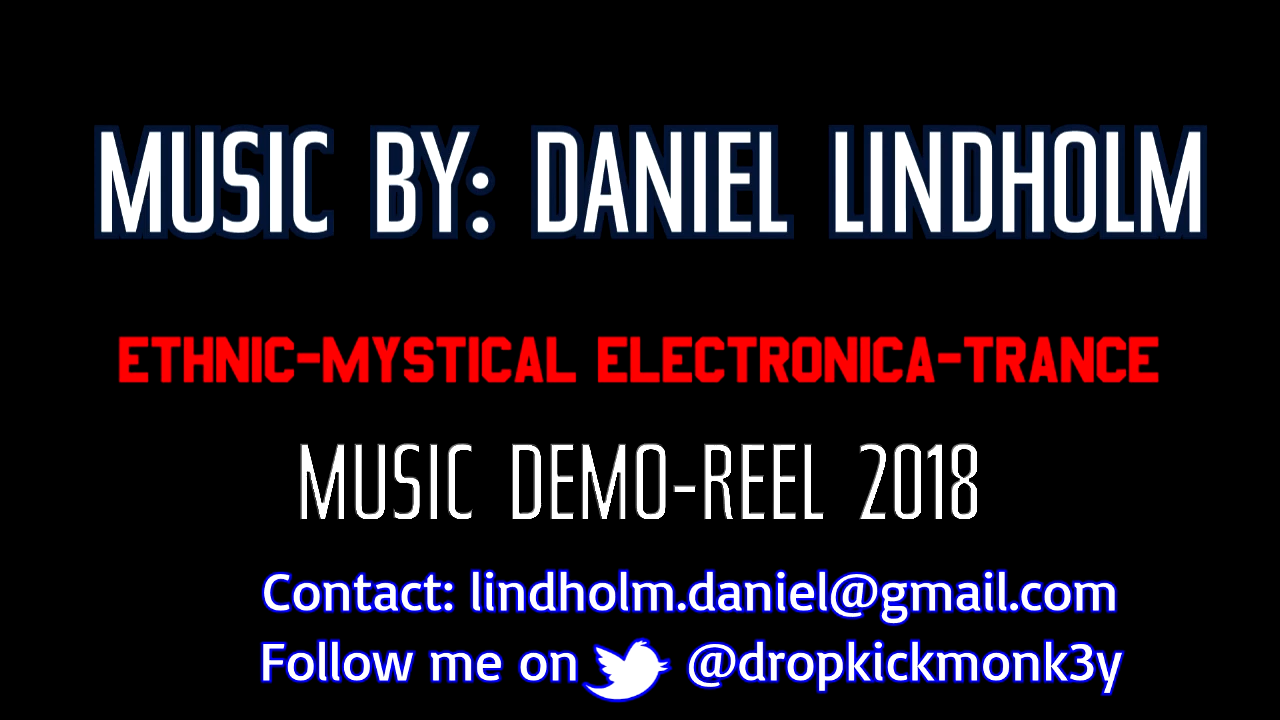 MUSIC BY: DANIEL LINDHOLM
ETHNIC-MYSTICAL ELECTRONICA-TRANCE
MUSIC DEMO-REEL 2018
Contact: lindholm.daniel@gmail.com
Follow me on @dropkickmonk3y